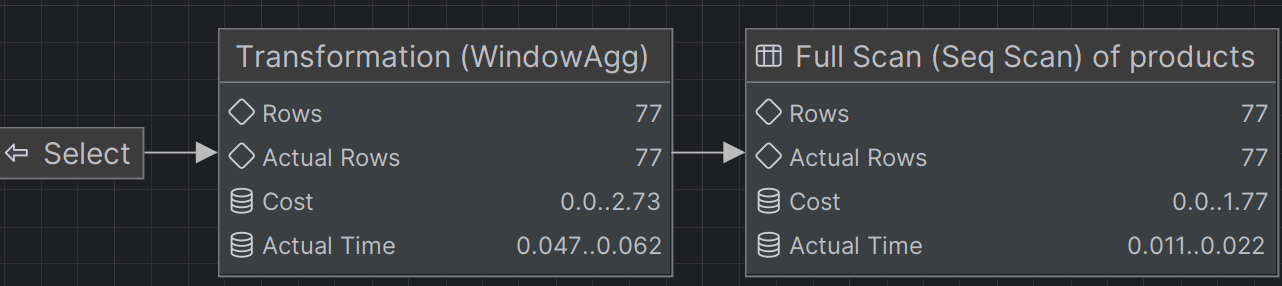 Select
Transformation (WindowAgg)
Rows 77
Actual Rows 77
Cost 0.0..2.73
Actual Time 0.047..0.062
Full Scan (Seq Scan) of products
Rows 77
Actual Rows 77
Cost 0.0..1.77
Actual Time 0.011..0.022